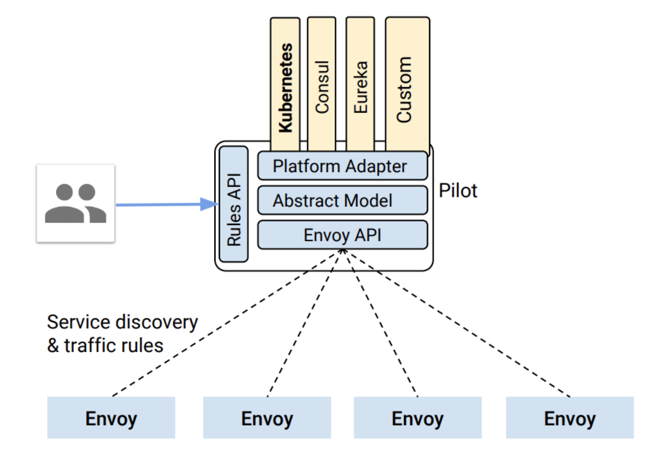 Kubernetes
Consul
Eureka
Custom
Rules API
Platform Adapter
Abstract Model
Envoy API
Pilot
Service discovery
& traffic rules
Envoy
Envoy
Envoy
Envoy